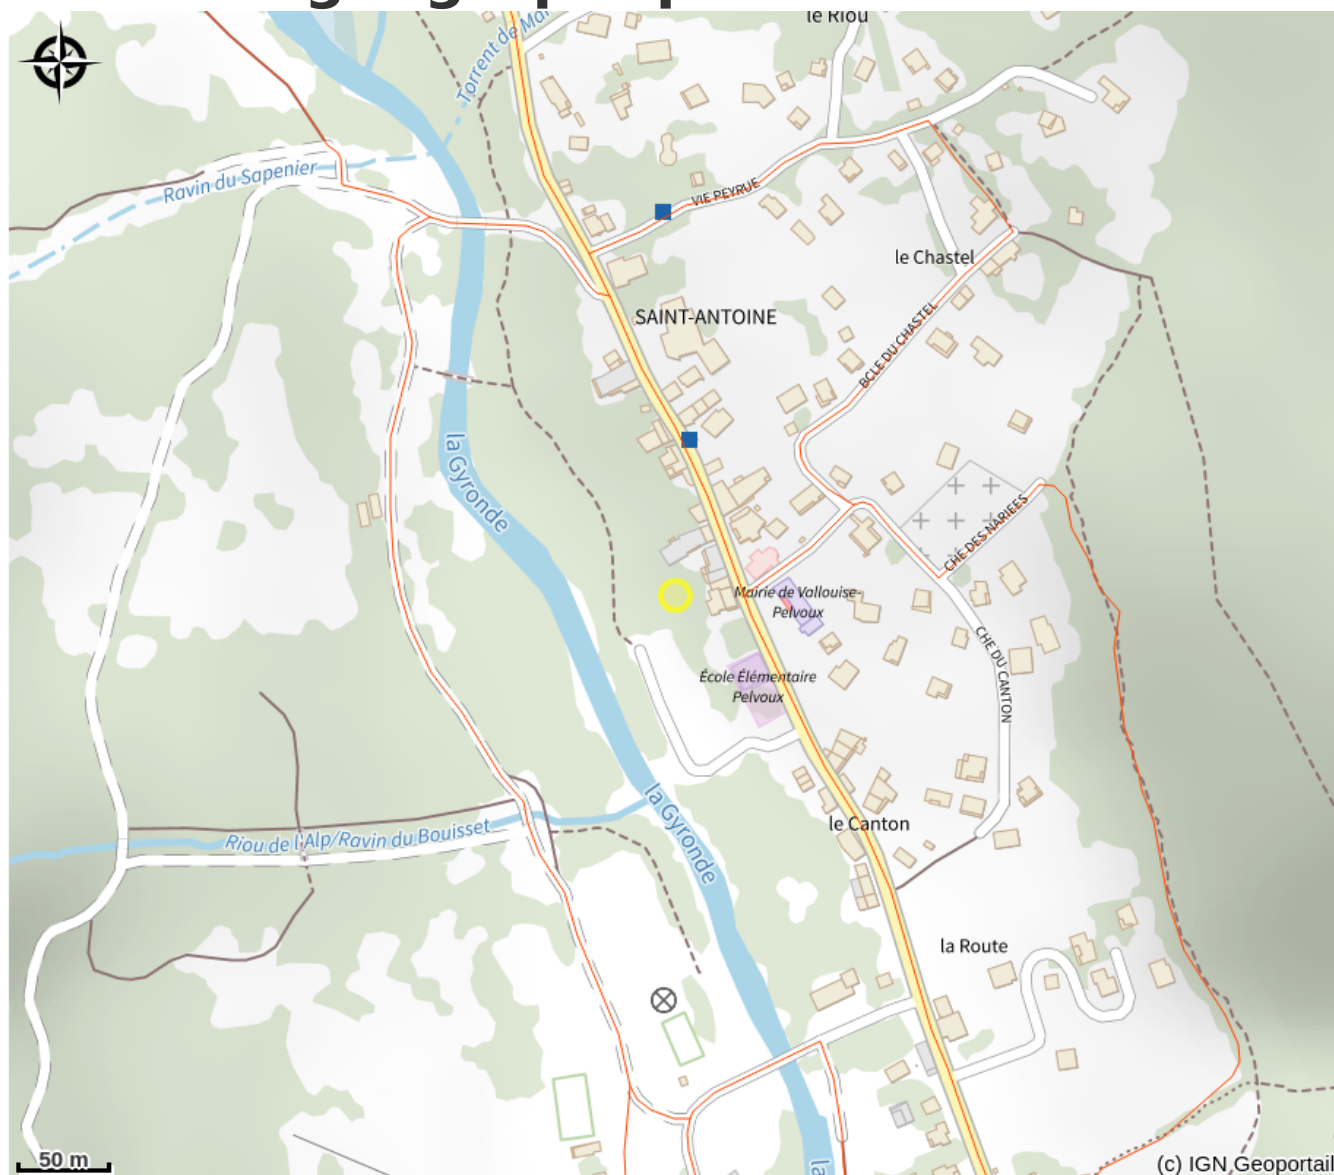 le Riou
Torrent de Mar
Ravin du Sapenier
VIE PEYRUE
le Chastel
SAINT-ANTOINE
BCLE DU CHASTEL
la Gyronde
CHE DES NARIEES
Mairie de Vallouise-
Pelvoux
CHE DU CANTON
École Élémentaire
Pelvoux
la Gyronde
le Canton
Riou de l'Alp/Ravin du Bouisset
la Route
la
50 m
(c) IGN Geoportail